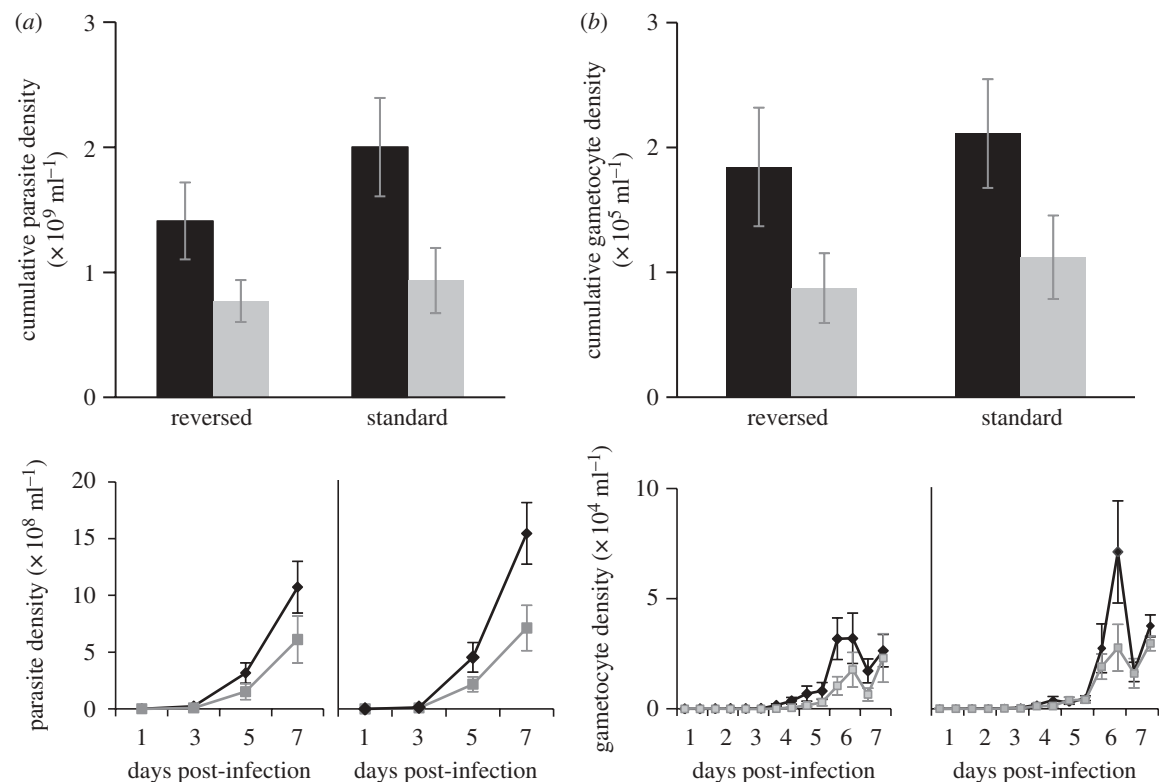 (a)
3
2
1
0
cumulative parasite density
(×10⁹ ml⁻¹)
reversed
standard
(b)
3
2
1
0
cumulative gametocyte density
(×10⁵ ml⁻¹)
reversed
standard
20
15
10
5
0
parasite density (×10⁸ ml⁻¹)
1 3 5 7
days post-infection
1 3 5 7
days post-infection
10
5
0
gametocyte density (×10⁴ ml⁻¹)
1 2 3 4 5 6 7
days post-infection
1 2 3 4 5 6 7
days post-infection